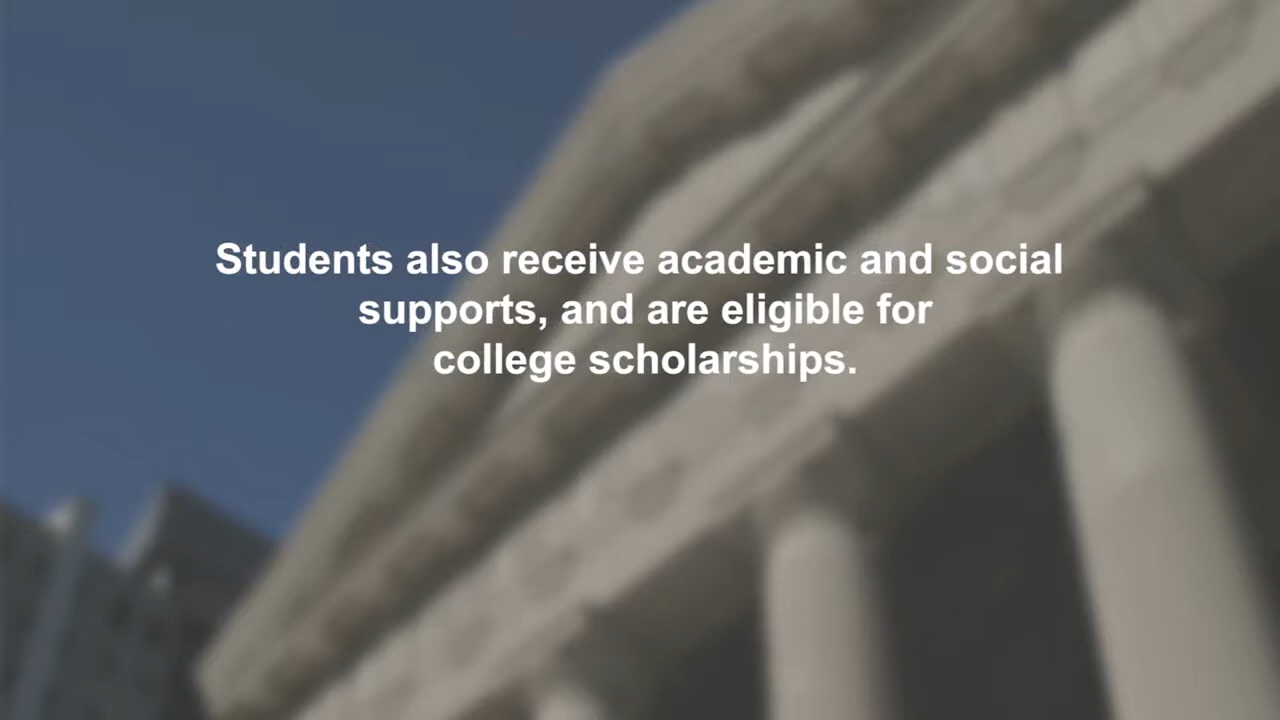 Students also receive academic and social
supports, and are eligible for
college scholarships.